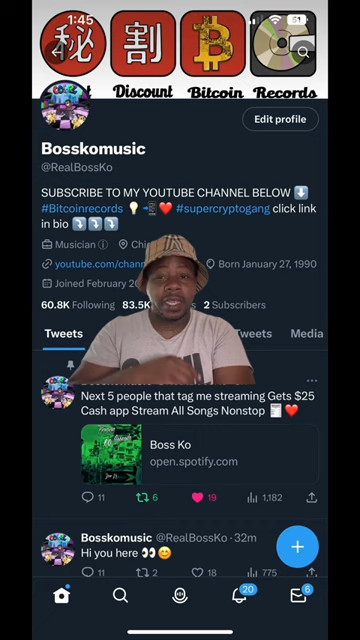 1:45
51
秘
割
Discount
Bitcoin
Records
Edit profile
Bosskomusic
@RealBossKo
SUBSCRIBE TO MY YOUTUBE CHANNEL BELOW ⬇️
#Bitcoinrecords 💡 📲❤️ #supercryptogang click link
in bio ⤵️⤵️⤵️
Musician
youtube.com/chann
Born January 27, 1990
Joined February 20
60.8K Following 83.5K
2 Subscribers
Tweets
Media
Next 5 people that tag me streaming Gets $25
Cash app Stream All Songs Nonstop
Boss Ko
open.spotify.com
11 6 19 1,182
Bosskomusic @RealBossKo · 32m
Hi you here 👀😊
11 2 18 775
20
6